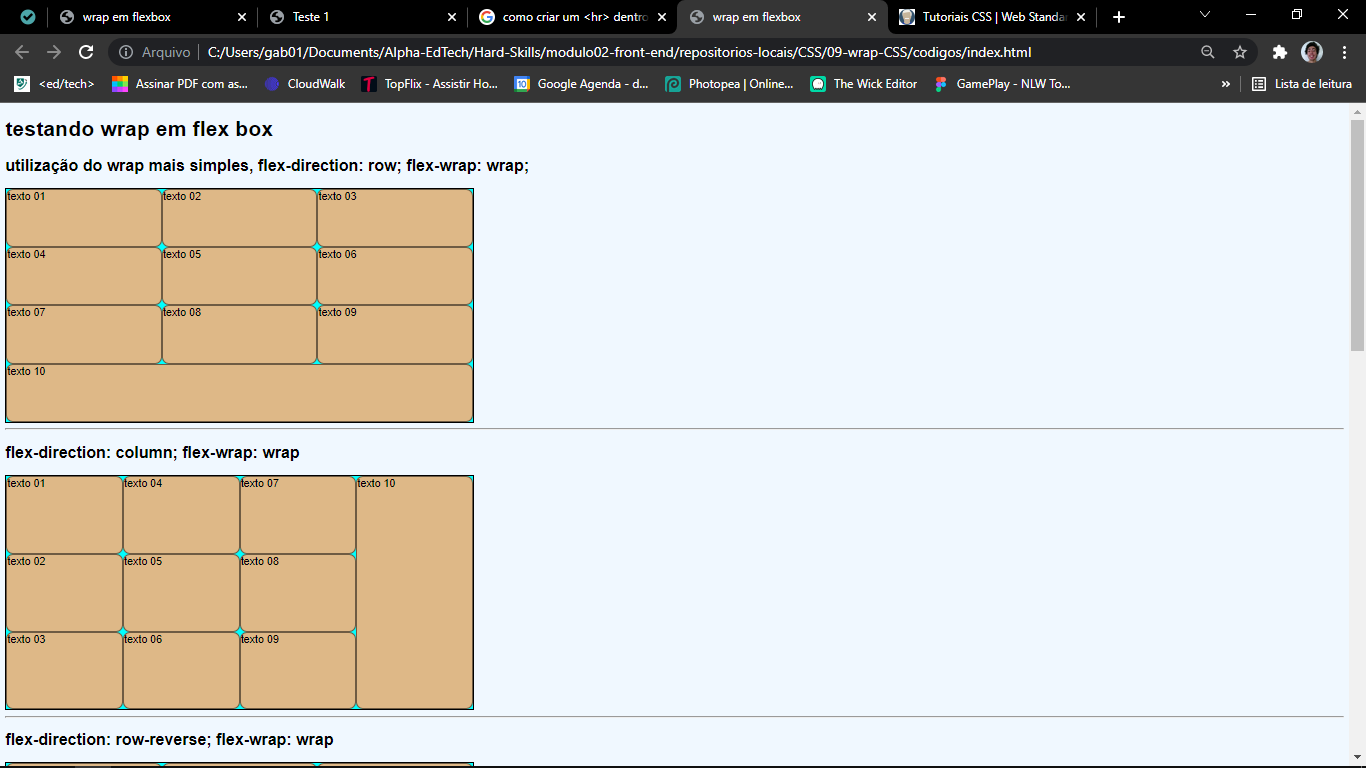 wrap em flexbox
Teste 1
como criar um <hr> dentro
wrap em flexbox
Tutoriais CSS | Web Standa
Arquivo
C:/Users/gab01/Documents/Alpha-EdTech/Hard-Skills/modulo02-front-end/repositorios-locais/CSS/09-wrap-CSS/codigos/index.html
<ed/tech>
Assinar PDF com as...
CloudWalk
TopFlix - Assistir Ho...
10
Google Agenda - d...
Photopea | Online...
The Wick Editor
GamePlay - NLW To...
»
Lista de leitura
testando wrap em flex box
utilização do wrap mais simples, flex-direction: row; flex-wrap: wrap;
texto 01 texto 02 texto 03
texto 04 texto 05 texto 06
texto 07 texto 08 texto 09
texto 10
flex-direction: column; flex-wrap: wrap
texto 01 texto 04 texto 07 texto 10
texto 02 texto 05 texto 08
texto 03 texto 06 texto 09
flex-direction: row-reverse; flex-wrap: wrap